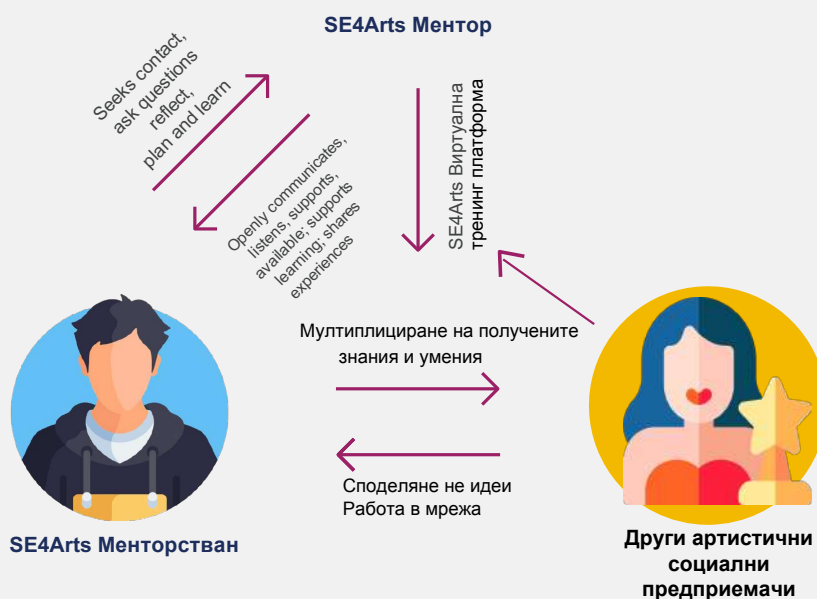 SE4Arts Ментор
Seeks contact,
ask questions
reflect,
plan and learn
Openly communicates,
listens, supports,
available; supports
learning; shares
experiences
SE4Arts Виртуална
тренинг платформа
Мултиплициране на получените
знания и умения
Споделяне не идеи
Работа в мрежа
SE4Arts Менторстван
Други артистични
социални
предприемачи